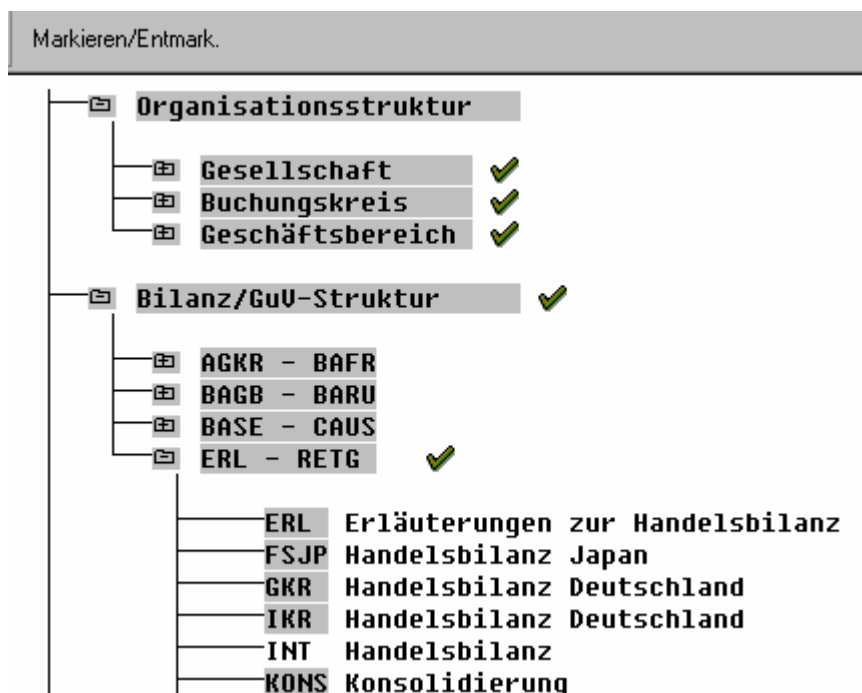 Markieren/Entmark.
Organisationsstruktur
Gesellschaft
Buchungskreis
Geschäftsbereich
Bilanz/GuV-Struktur
AGKR - BAFR
BAGB - BARU
BASE - CAUS
ERL - RETG
ERL Erläuterungen zur Handelsbilanz
FSJP Handelsbilanz Japan
GKR Handelsbilanz Deutschland
IKR Handelsbilanz Deutschland
INT Handelsbilanz
KONS Konsolidierung